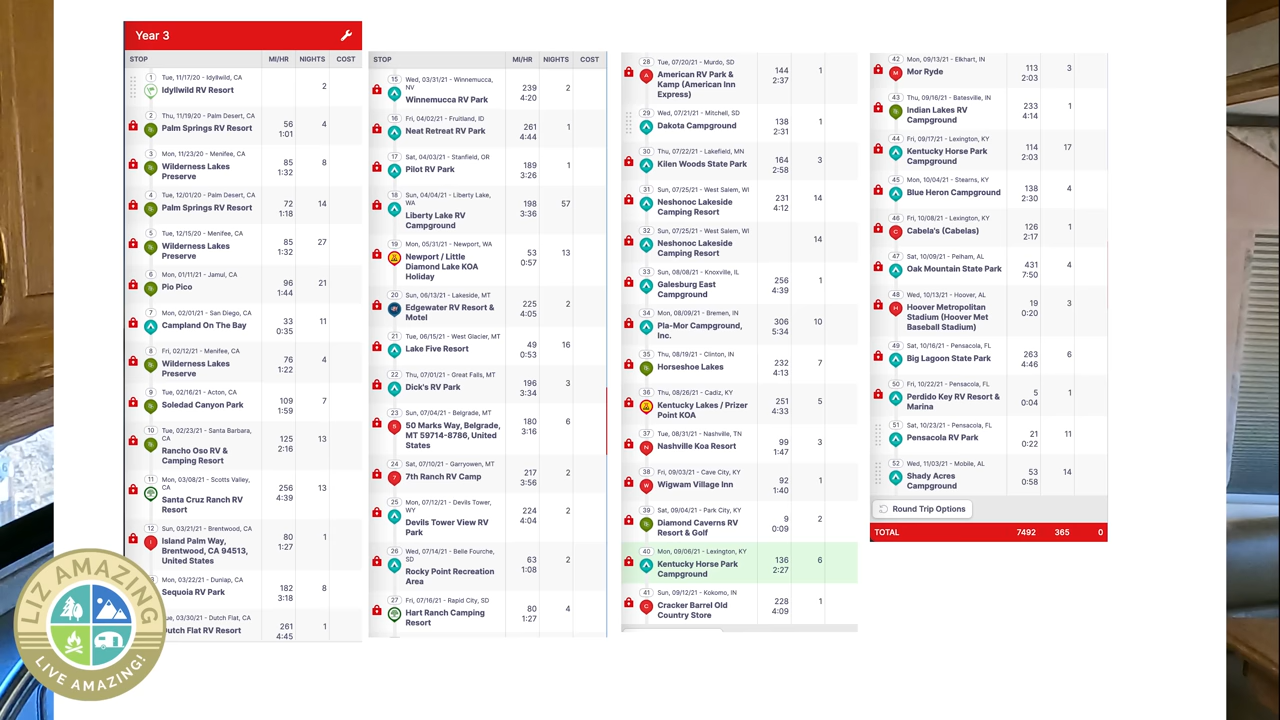 Year 3
STOP MI/HR NIGHTS COST
1 Tue, 11/17/20 - Idyllwild, CA
Idyllwild RV Resort 2
2 Thu, 11/19/20 - Palm Desert, CA
Palm Springs RV Resort 56 4
1:01
3 Mon, 11/23/20 - Menifee, CA
Wilderness Lakes 85 8
Preserve 1:32
4 Tue, 12/01/20 - Palm Desert, CA
Palm Springs RV Resort 72 14
1:18
5 Tue, 12/15/20 - Menifee, CA
Wilderness Lakes 85 27
Preserve 1:32
6 Mon, 01/11/21 - Jamul, CA
Pio Pico 96 21
1:44
7 Mon, 02/01/21 - San Diego, CA
Campland On The Bay 33 11
0:35
8 Fri, 02/12/21 - Menifee, CA
Wilderness Lakes 76 4
Preserve 1:22
9 Tue, 02/16/21 - Acton, CA
Soledad Canyon Park 109 7
1:59
10 Tue, 02/23/21 - Santa Barbara,
CA
Rancho Oso RV & 125 13
Camping Resort 2:16
11 Mon, 03/08/21 - Scotts Valley,
CA
Santa Cruz Ranch RV 256 13
Resort 4:39
12 Sun, 03/21/21 - Brentwood, CA
Island Palm Way, 80 1
Brentwood, CA 94513, 1:27
United States
Mon, 03/22/21 - Dunlap, CA
Sequoia RV Park 182 8
3:18
ue, 03/30/21 - Dutch Flat, CA
Dutch Flat RV Resort 261 1
4:45
STOP MI/HR NIGHTS COST
15 Wed, 03/31/21 - Winnemucca,
NV
Winnemucca RV Park 239 2
4:20
16 Fri, 04/02/21 - Fruitland, ID
Neat Retreat RV Park 261 1
4:44
17 Sat, 04/03/21 - Stanfield, OR
Pilot RV Park 189 1
3:26
18 Sun, 04/04/21 - Liberty Lake,
WA
Liberty Lake RV 198 57
Campground 3:36
19 Mon, 05/31/21 - Newport, WA
Newport / Little 53 13
Diamond Lake KOA 0:57
Holiday
20 Sun, 06/13/21 - Lakeside, MT
Edgewater RV Resort & 225 2
Motel 4:05
21 Tue, 06/15/21 - West Glacier, MT
Lake Five Resort 49 16
0:53
22 Thu, 07/01/21 - Great Falls, MT
Dick's RV Park 196 3
3:34
23 Sun, 07/04/21 - Belgrade, MT
50 Marks Way, Belgrade, 180 6
MT 59714-8786, United 3:16
States
24 Sat, 07/10/21 - Garryowen, MT
7th Ranch RV Camp 217 2
3:56
25 Mon, 07/12/21 - Devils Tower,
WY
Devils Tower View RV 224 2
Park 4:04
26 Wed, 07/14/21 - Belle Fourche,
SD
Rocky Point Recreation 63 2
Area 1:08
27 Fri, 07/16/21 - Rapid City, SD
Hart Ranch Camping 80 4
Resort 1:27
28 Tue, 07/20/21 - Murdo, SD
American RV Park & 144 1
Kamp (American Inn 2:37
Express)
29 Wed, 07/21/21 - Mitchell, SD
Dakota Campground 138 1
2:31
30 Thu, 07/22/21 - Lakefield, MN
Kilen Woods State Park 164 3
2:58
31 Sun, 07/25/21 - West Salem, WI
Neshonoc Lakeside 231 14
Camping Resort 4:12
32 Sun, 07/25/21 - West Salem, WI
Neshonoc Lakeside 14
Camping Resort
33 Sun, 08/08/21 - Knoxville, IL
Galesburg East 256 1
Campground 4:39
34 Mon, 08/09/21 - Bremen, IN
Pla-Mor Campground, 306 10
Inc. 5:34
35 Thu, 08/19/21 - Clinton, IN
Horseshoe Lakes 232 7
4:13
36 Thu, 08/26/21 - Cadiz, KY
Kentucky Lakes / Prizer 251 5
Point KOA 4:33
37 Tue, 08/31/21 - Nashville, TN
Nashville Koa Resort 99 3
1:47
38 Fri, 09/03/21 - Cave City, KY
Wigwam Village Inn 92 1
1:40
39 Sat, 09/04/21 - Park City, KY
Diamond Caverns RV 9 2
Resort & Golf 0:09
40 Mon, 09/06/21 - Lexington, KY
Kentucky Horse Park 136 6
Campground 2:27
41 Sun, 09/12/21 - Kokomo, IN
Cracker Barrel Old 228 1
Country Store 4:09
42 Mon, 09/13/21 - Elkhart, IN
Mor Ryde 113 3
2:03
43 Thu, 09/16/21 - Batesville, IN
Indian Lakes RV 233 1
Campground 4:14
44 Fri, 09/17/21 - Lexington, KY
Kentucky Horse Park 114 17
Campground 2:03
45 Mon, 10/04/21 - Stearns, KY
Blue Heron Campground 138 4
2:30
46 Fri, 10/08/21 - Lexington, KY
Cabela's (Cabelas) 126 1
2:17
47 Sat, 10/09/21 - Pelham, AL
Oak Mountain State Park 431 4
7:50
48 Wed, 10/13/21 - Hoover, AL
Hoover Metropolitan 19 3
Stadium (Hoover Met 0:20
Baseball Stadium)
49 Sat, 10/16/21 - Pensacola, FL
Big Lagoon State Park 263 6
4:46
50 Fri, 10/22/21 - Pensacola, FL
Perdido Key RV Resort & 5 1
Marina 0:04
51 Sat, 10/23/21 - Pensacola, FL
Pensacola RV Park 21 11
0:22
52 Wed, 11/03/21 - Mobile, AL
Shady Acres 53 14
Campground 0:58
Round Trip Options
TOTAL 7492 365 0
LIZ AMAZING
LIVE AMAZING!